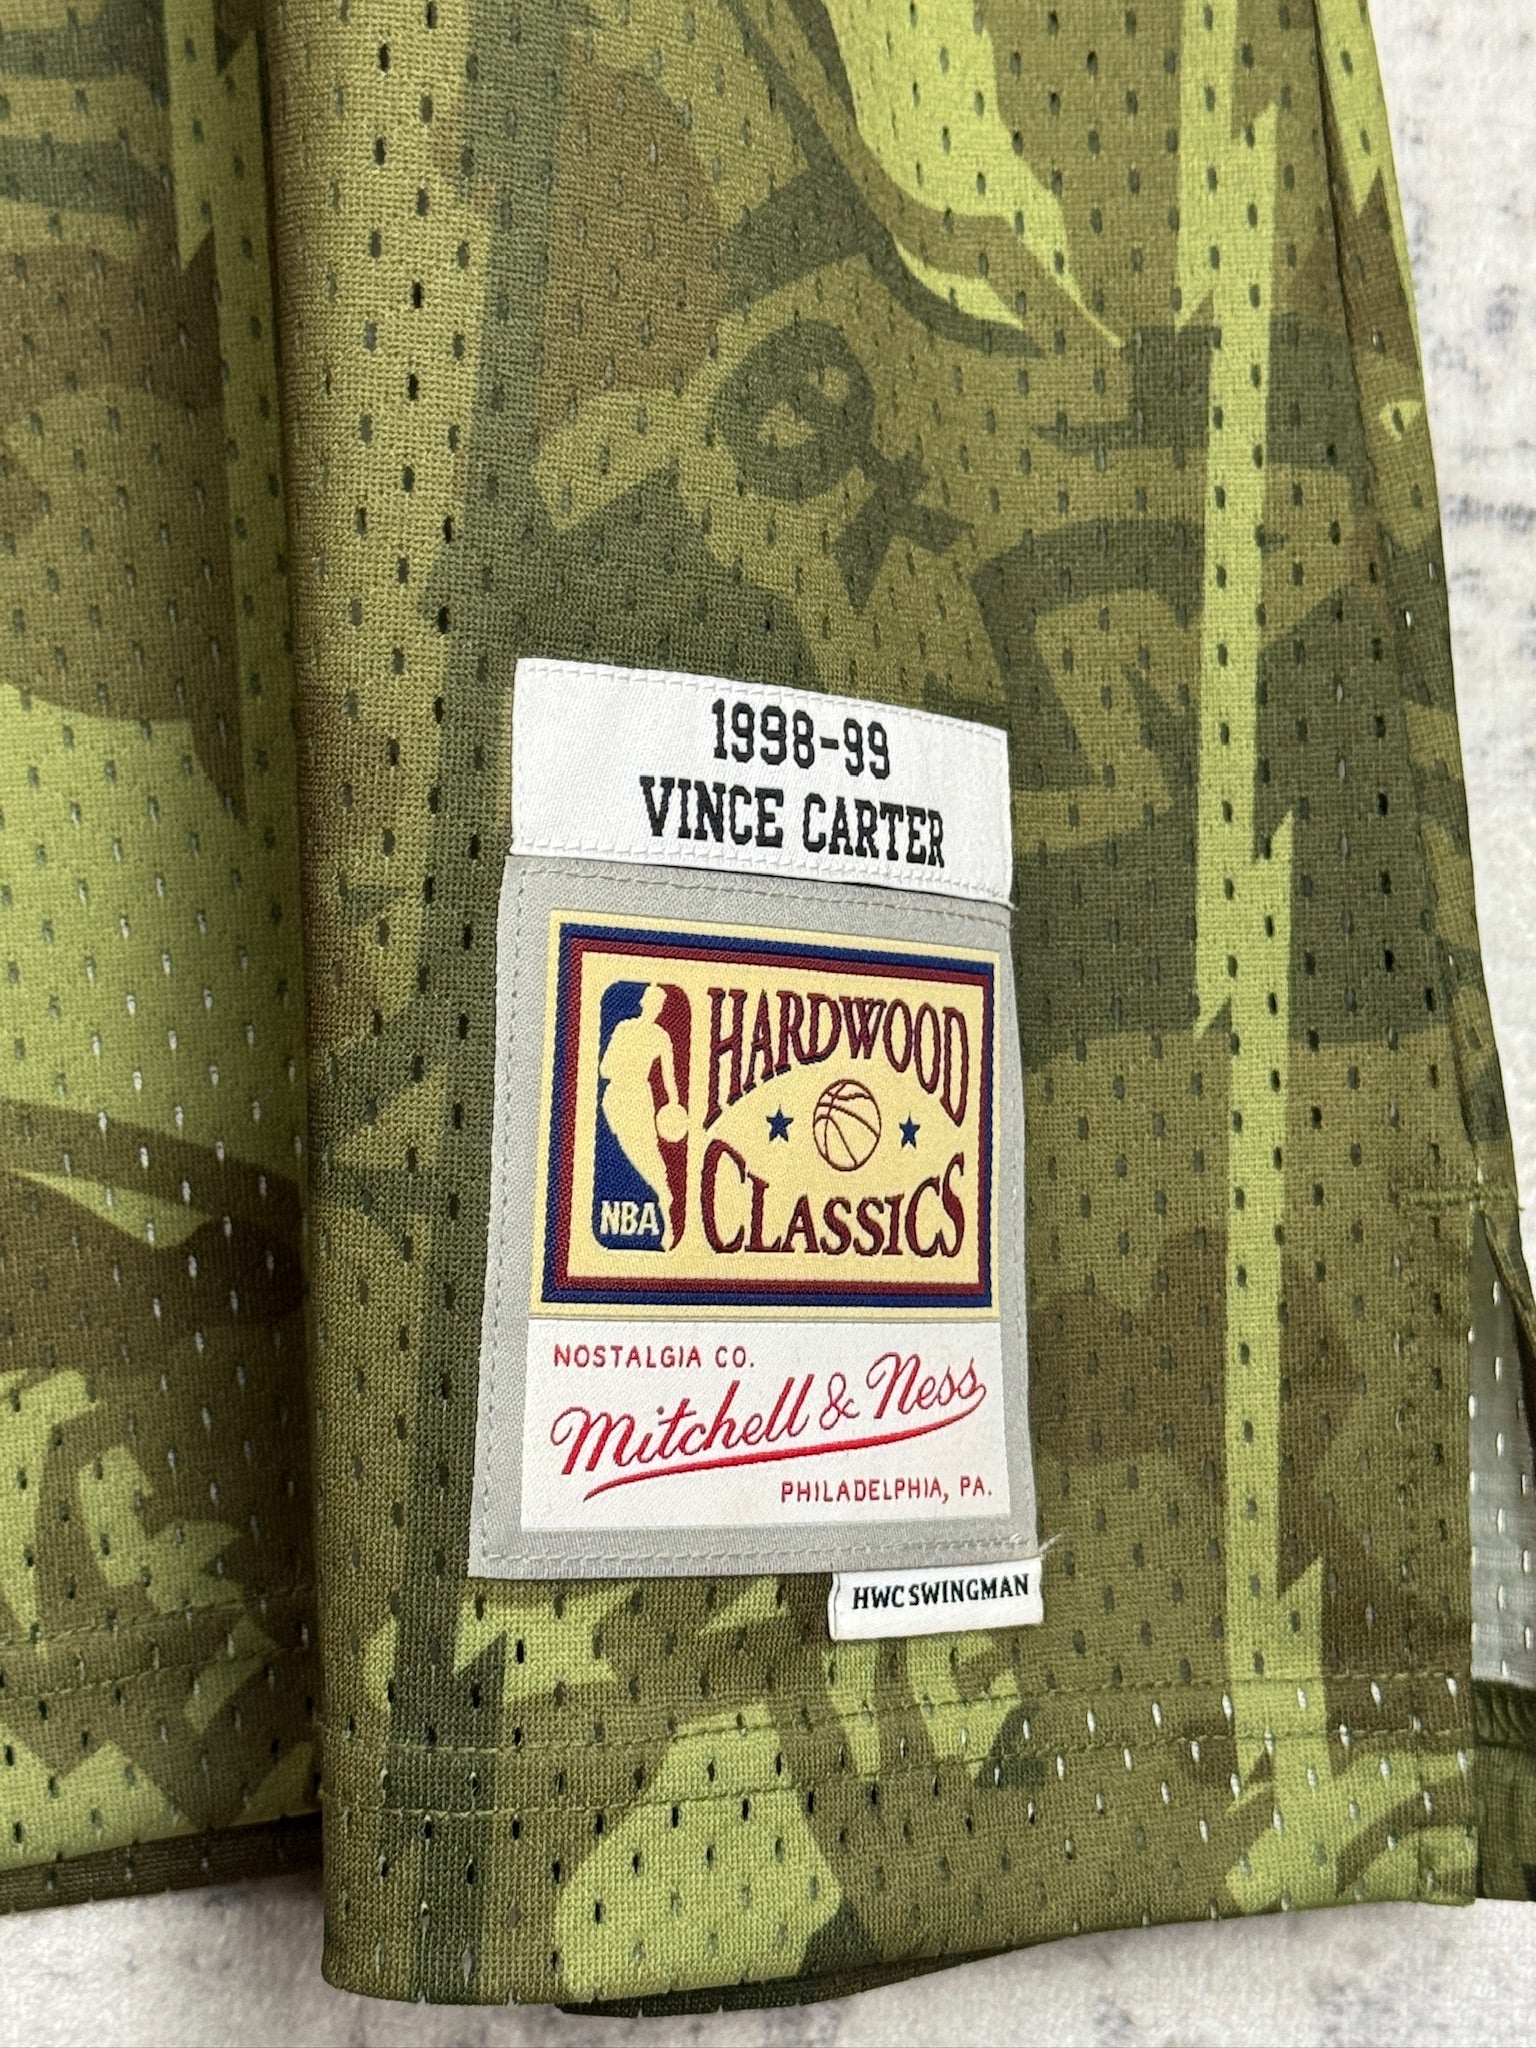 1998-99
VINCE CARTER
HARDWOOD
CLASSICS
NBA
NOSTALGIA CO.
Mitchell & Ness
PHILADELPHIA, PA.
HWC SWINGMAN